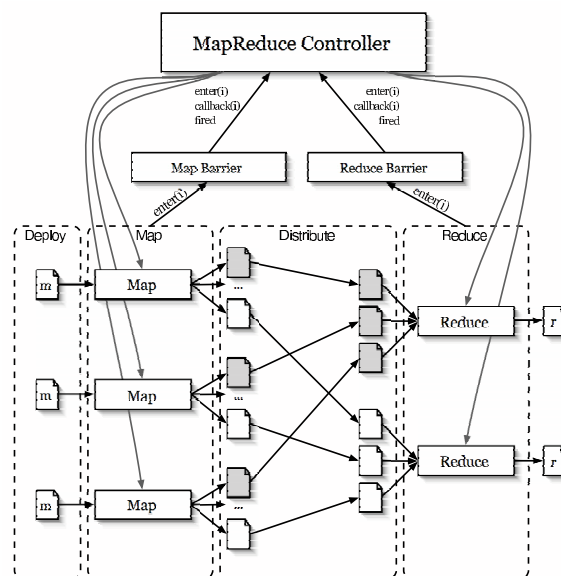 MapReduce Controller
enter(i)
callback(i)
fired
enter(i)
callback(i)
fired
Map Barrier
Reduce Barrier
enter(i)
enter(i)
Deploy
Map
Distribute
Reduce
m
Map
...
Reduce
r
m
Map
...
Reduce
r
m
Map
...